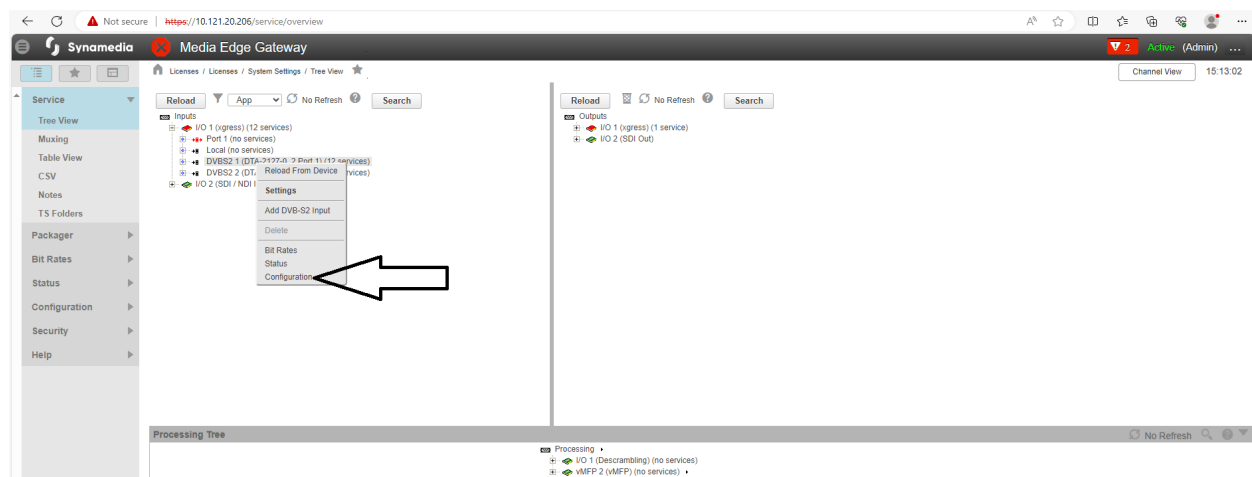 Not secure | https://10.121.20.206/service/overview
Synamedia Media Edge Gateway 2 Active (Admin) ...
Licenses / Licenses / System Settings / Tree View Channel View 15:13:02
Service
Tree View
Muxing
Table View
CSV
Notes
TS Folders
Packager
Bit Rates
Status
Configuration
Security
Help
Reload App No Refresh Search
Inputs
I/O 1 (xgress) (12 services)
Port 1 (no services)
Local (no services)
DVBS2 1 (DTA-2127-0, 2 Port 1) (12 services)
DVBS2 2 (DT
I/O 2 (SDI / NDI
Reload From Device
Settings
Add DVB-S2 Input
Delete
Bit Rates
Status
Configuration
Reload No Refresh Search
Outputs
I/O 1 (xgress) (1 service)
I/O 2 (SDI Out)
Processing Tree No Refresh
Processing
I/O 1 (Descrambling) (no services)
vMFP 2 (vMFP) (no services)